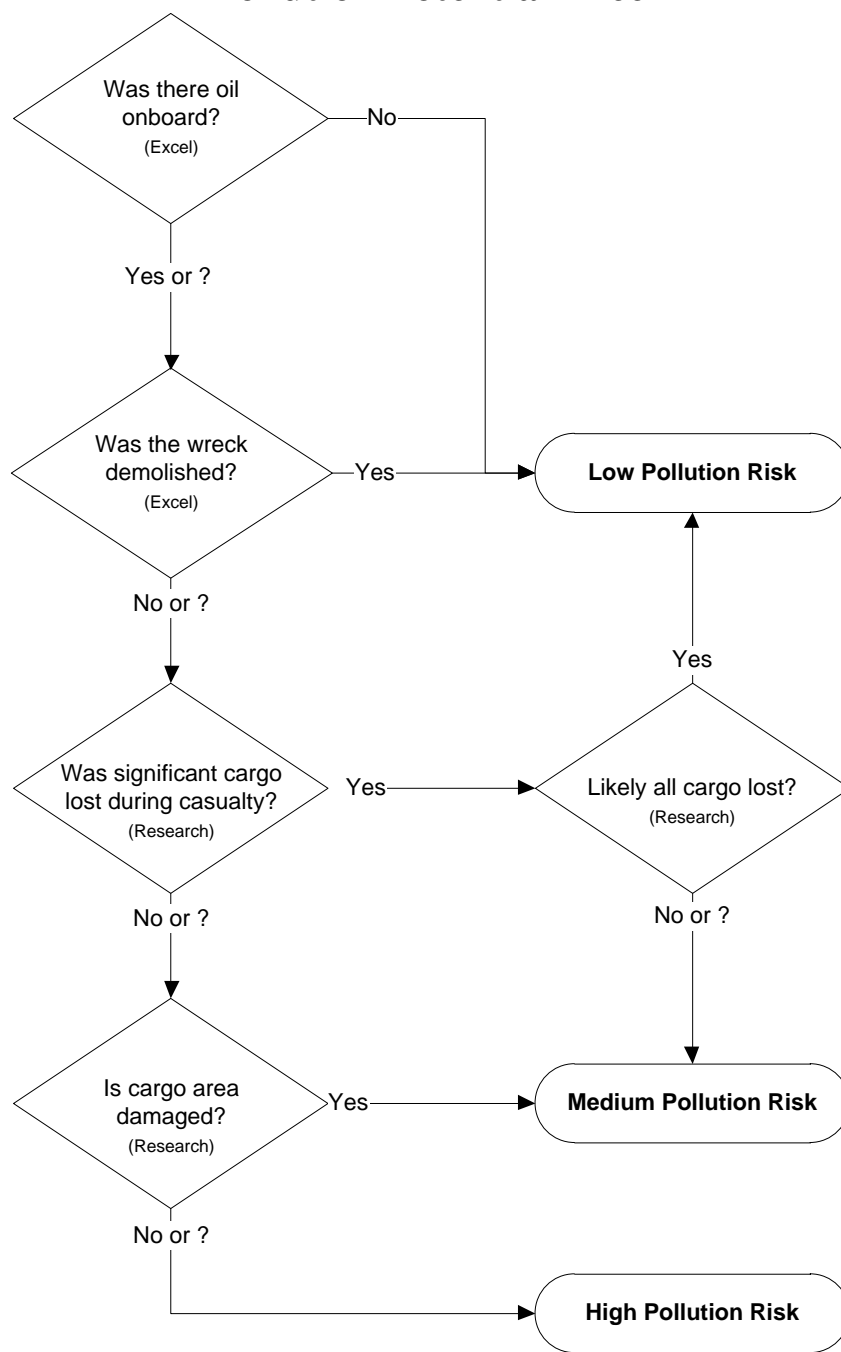 Was there oil
onboard?
(Excel)
No
Yes or ?
Was the wreck
demolished?
(Excel)
Yes
Low Pollution Risk
No or ?
Yes
Was significant cargo
lost during casualty?
(Research)
Yes
Likely all cargo lost?
(Research)
No or ?
No or ?
Is cargo area
damaged?
(Research)
Yes
Medium Pollution Risk
No or ?
High Pollution Risk